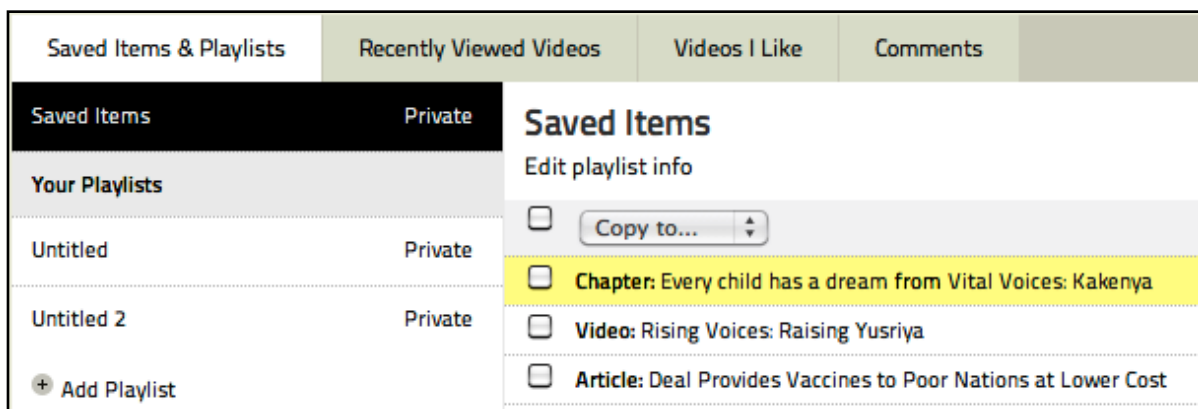 Saved Items & Playlists Recently Viewed Videos Videos I Like Comments
Saved Items Private
Your Playlists
Untitled Private
Untitled 2 Private
+ Add Playlist
Saved Items
Edit playlist info
Copy to...
Chapter: Every child has a dream from Vital Voices: Kakenya
Video: Rising Voices: Raising Yusriya
Article: Deal Provides Vaccines to Poor Nations at Lower Cost